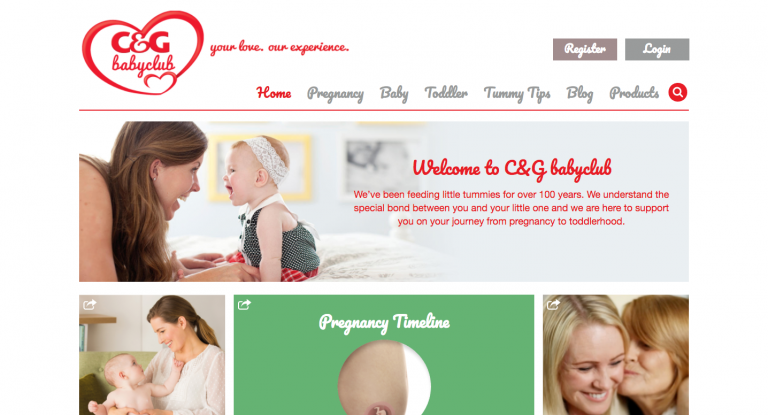 C&G
babyclub
your love. our experience.
Register
Login
Home Pregnancy Baby Toddler Tummy Tips Blog Products
Welcome to C&G babyclub
We've been feeding little tummies for over 100 years. We understand the
special bond between you and your little one and we are here to support
you on your journey from pregnancy to toddlerhood.
Pregnancy Timeline